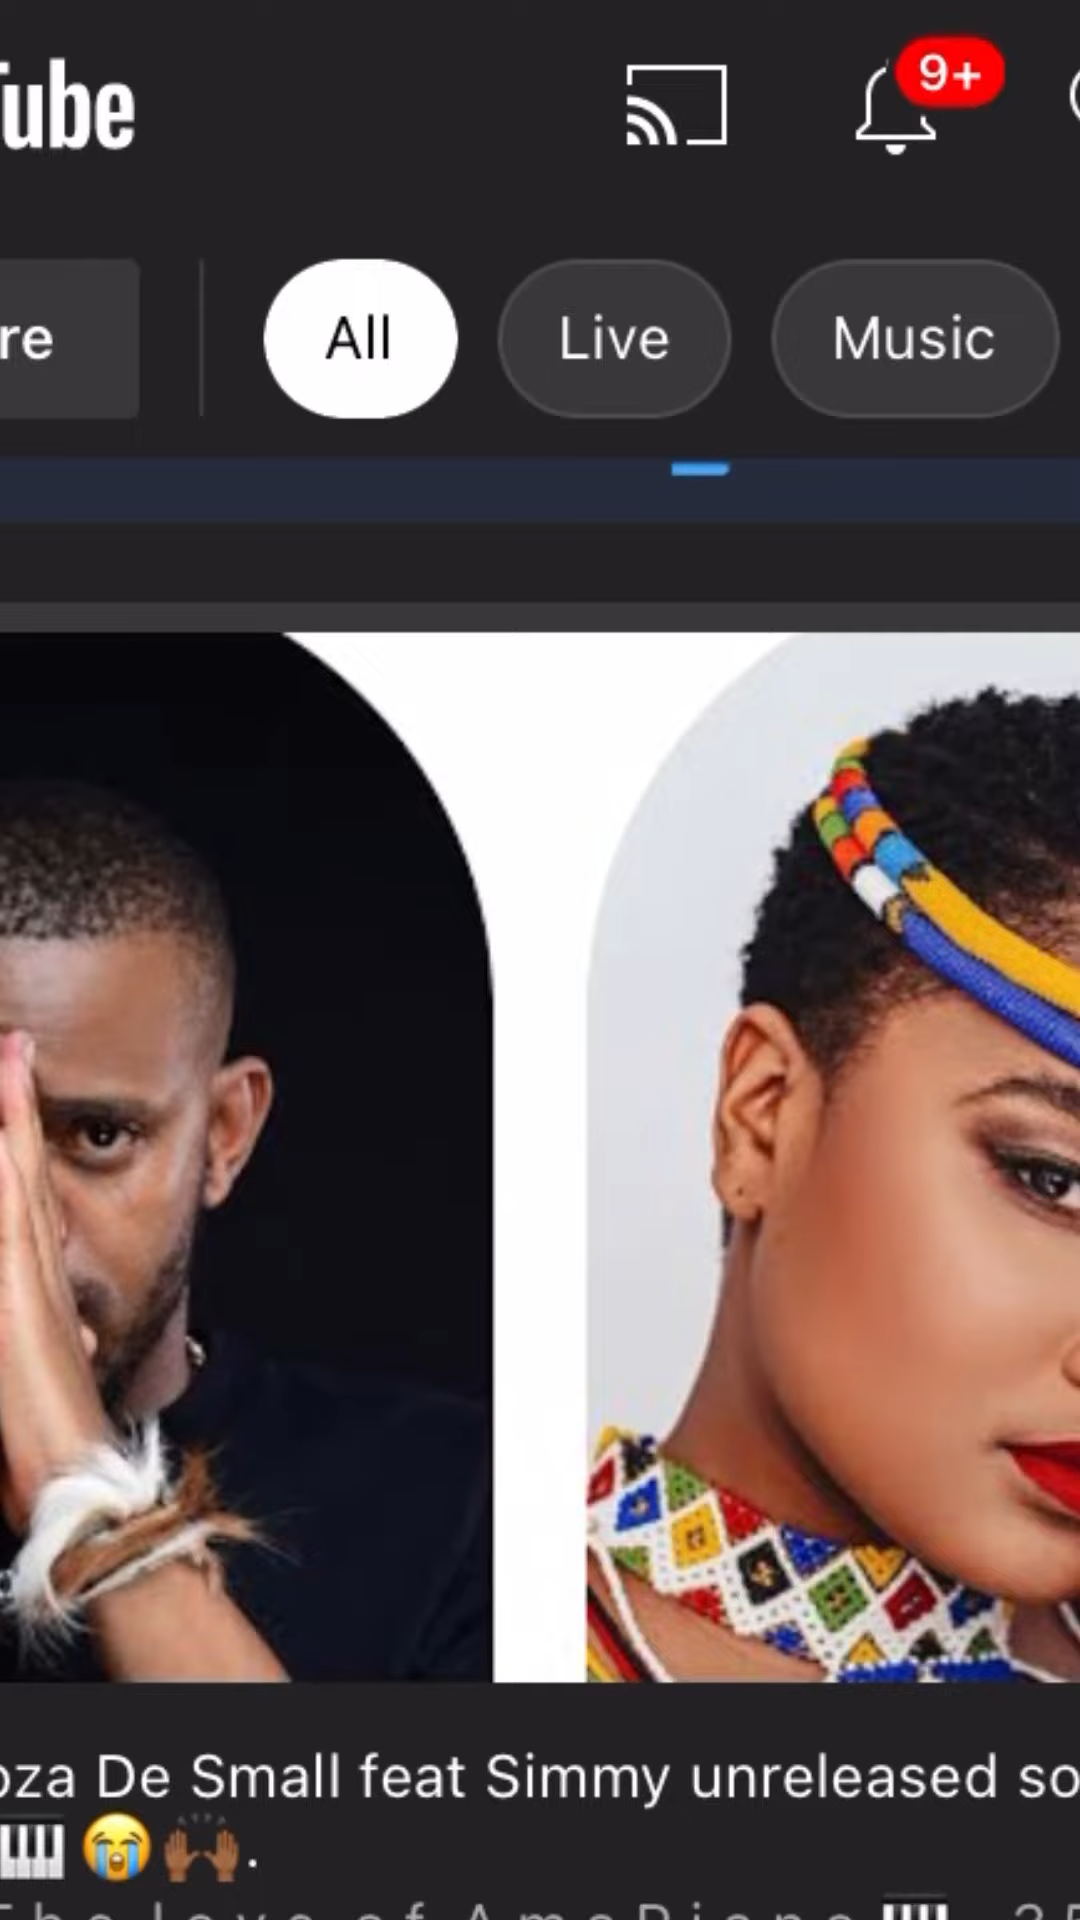 Tube
9+
re
All
Live
Music
oza De Small feat Simmy unreleased so
🎹 😭🙌🏾.